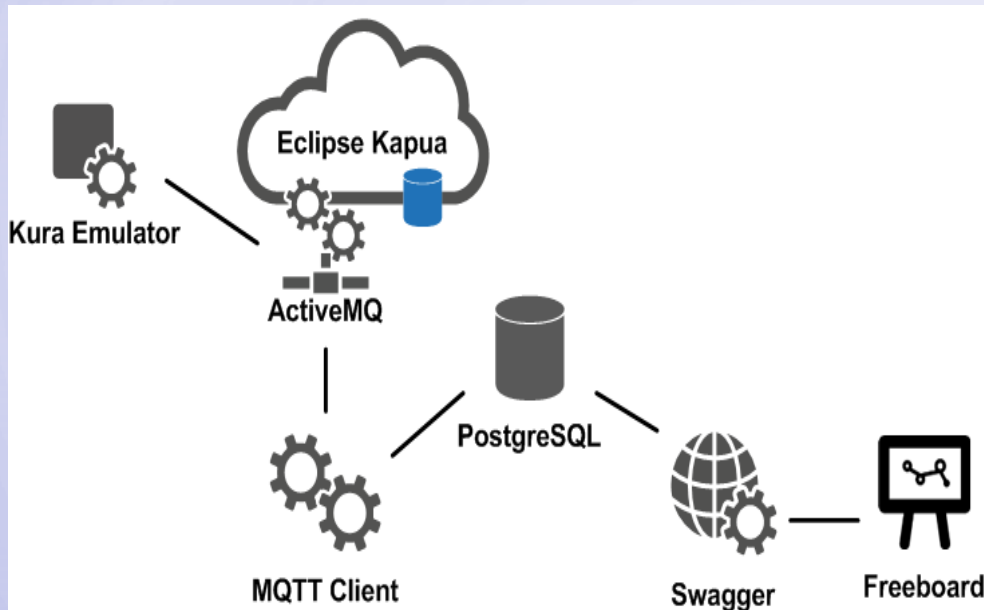 Eclipse Kapua
Kura Emulator
ActiveMQ
PostgreSQL
MQTT Client
Swagger
Freeboard